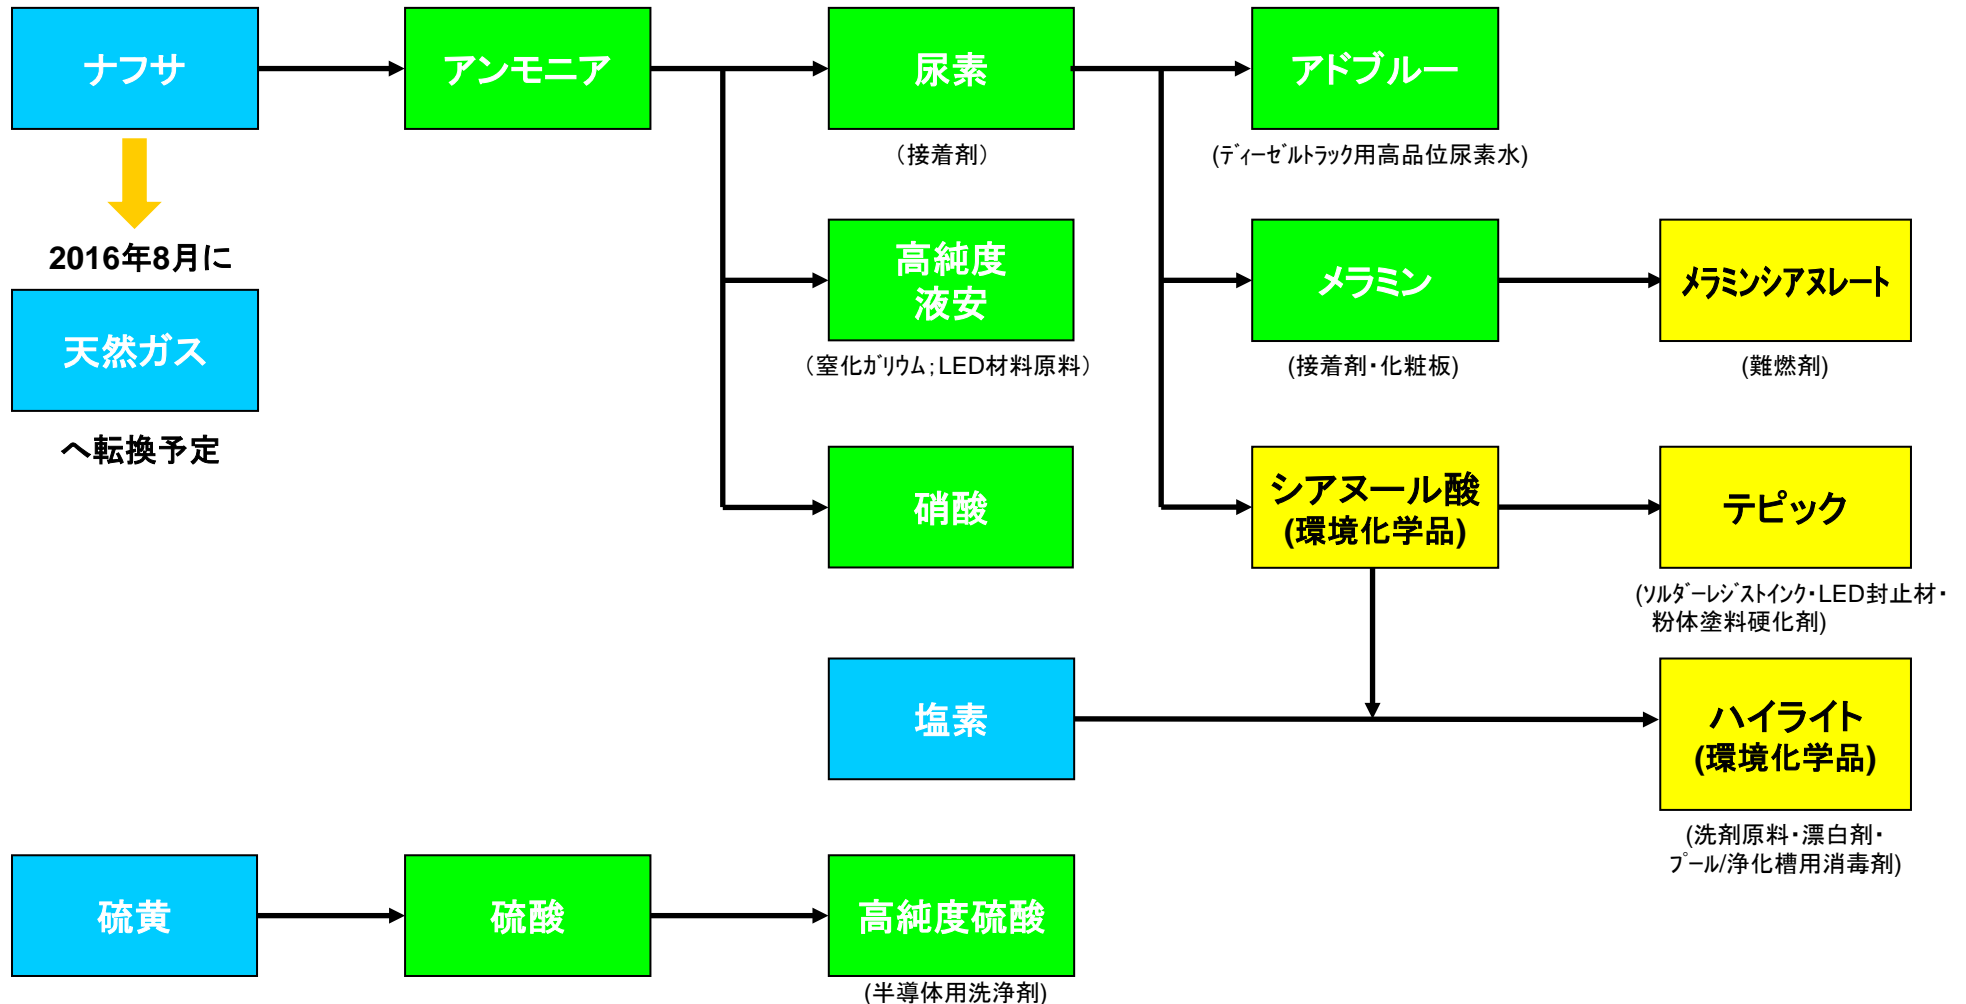 ナフサ
アンモニア
尿素
アドブルー
（接着剤）
(ﾃﾞｨｰｾﾞﾙﾄﾗｯｸ用高品位尿素水)
2016年8月に
天然ガス
へ転換予定
高純度
液安
（窒化ｶﾞﾘｳﾑ；LED材料原料）
メラミン
(接着剤・化粧板)
メラミンシアヌレート
(難燃剤)
硝酸
シアヌール酸
(環境化学品)
テピック
(ｿﾙﾀﾞｰﾚｼﾞｽﾄｲﾝｸ・LED封止材・
粉体塗料硬化剤)
塩素
ハイライト
(環境化学品)
(洗剤原料・漂白剤・
ﾌﾟｰﾙ/浄化槽用消毒剤)
硫黄
硫酸
高純度硫酸
(半導体用洗浄剤)